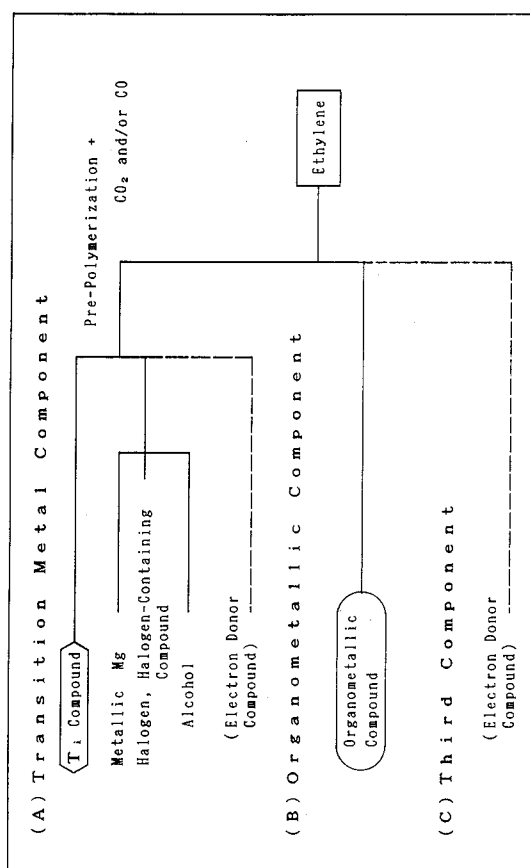 (A) Transition Metal Component
Ti Compound
Metallic Mg
Halogen, Halogen-Containing
Compound
Alcohol
(Electron Donor
Compound)
Pre-Polymerization +
CO₂ and/or CO
(B) Organometallic Component
Organometallic
Compound
Ethylene
(C) Third Component
(Electron Donor
Compound)